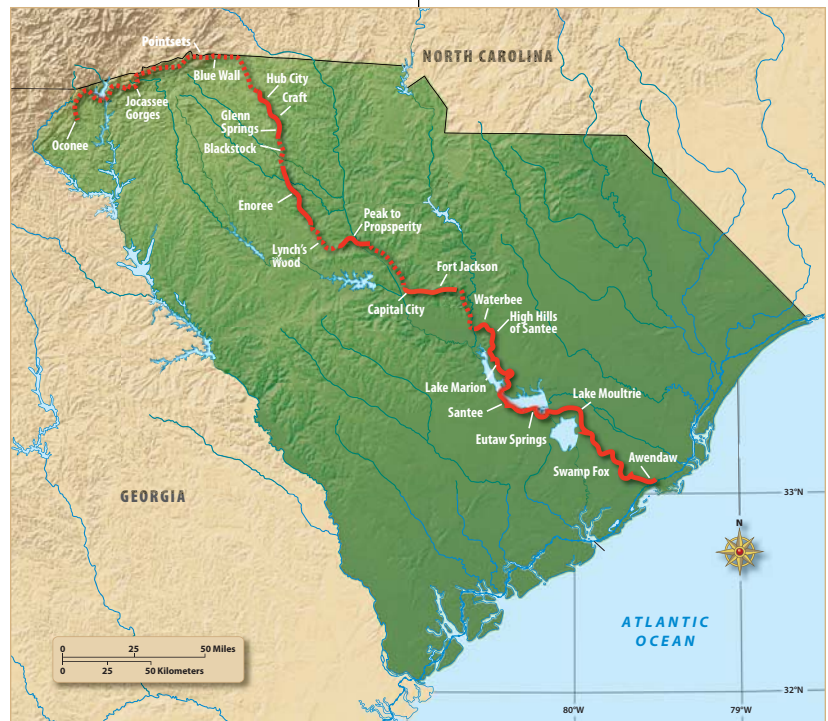 NORTH CAROLINA
Poinsetts
Blue Wall
Hub City
Craft
Jocassee
Gorges
Glenn
Springs
Oconee
Blackstock
Enoree
Peak to
Propsperity
Lynch's
Wood
Fort Jackson
Capital City
Waterbee
High Hills
of Santee
Lake Marion
Lake Moultrie
Santee
Eutaw Springs
Awendaw
Swamp Fox
GEORGIA
33°N
N
ATLANTIC
OCEAN
0 25 50 Miles
0 25 50 Kilometers
32°N
80°W
79°W